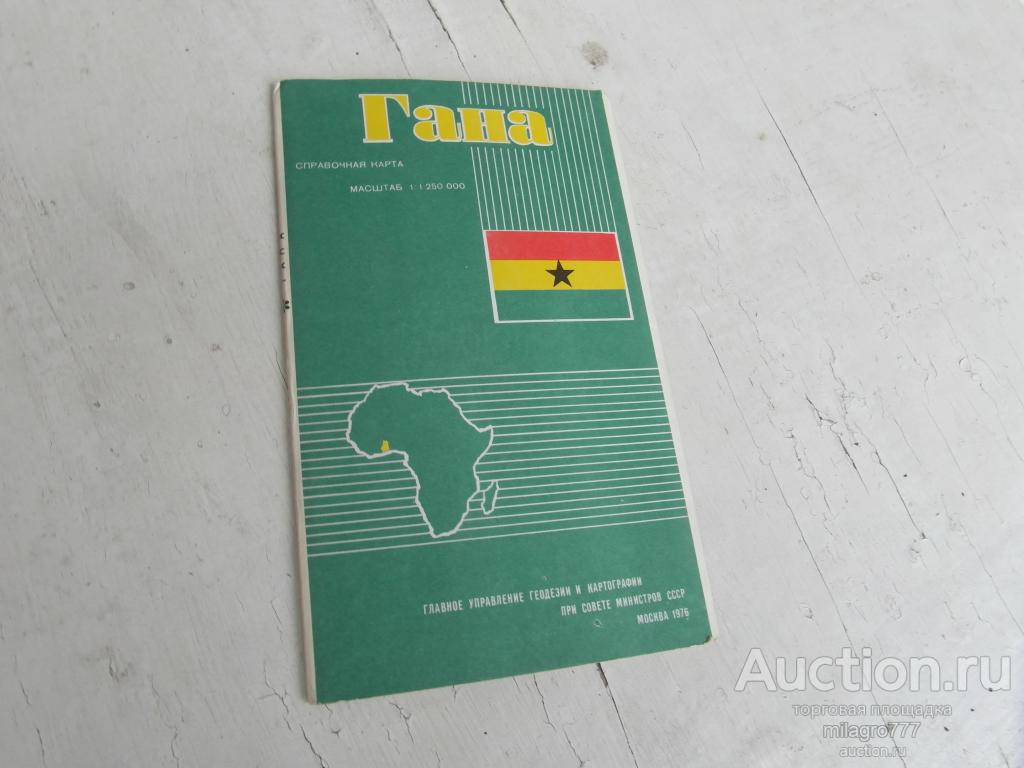 Гана
СПРАВОЧНАЯ КАРТА
МАСШТАБ 1:1 250 000
ГЛАВНОЕ УПРАВЛЕНИЕ ГЕОДЕЗИИ И КАРТОГРАФИИ
ПРИ СОВЕТЕ МИНИСТРОВ СССР
МОСКВА 1976
Auction.ru
торговая площадка
milagro777
auction.ru